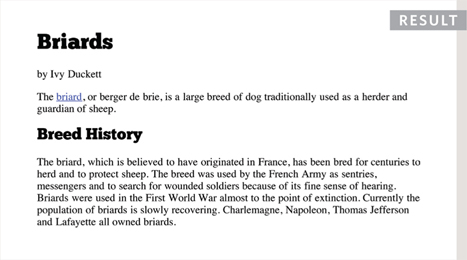 RESULT
Briards
by Ivy Duckett
The briard, or berger de brie, is a large breed of dog traditionally used as a herder and
guardian of sheep.
Breed History
The briard, which is believed to have originated in France, has been bred for centuries to
herd and to protect sheep. The breed was used by the French Army as sentries,
messengers and to search for wounded soldiers because of its fine sense of hearing.
Briards were used in the First World War almost to the point of extinction. Currently the
population of briards is slowly recovering. Charlemagne, Napoleon, Thomas Jefferson
and Lafayette all owned briards.